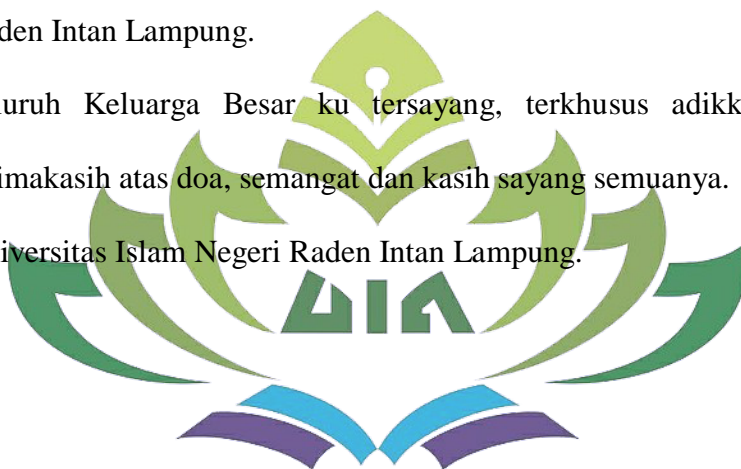 den Intan Lampung.
uruh Keluarga Besar ku tersayang, terkhusus adikk
imakasih atas doa, semangat dan kasih sayang semuanya.
iversitas Islam Negeri Raden Intan Lampung.
UIN